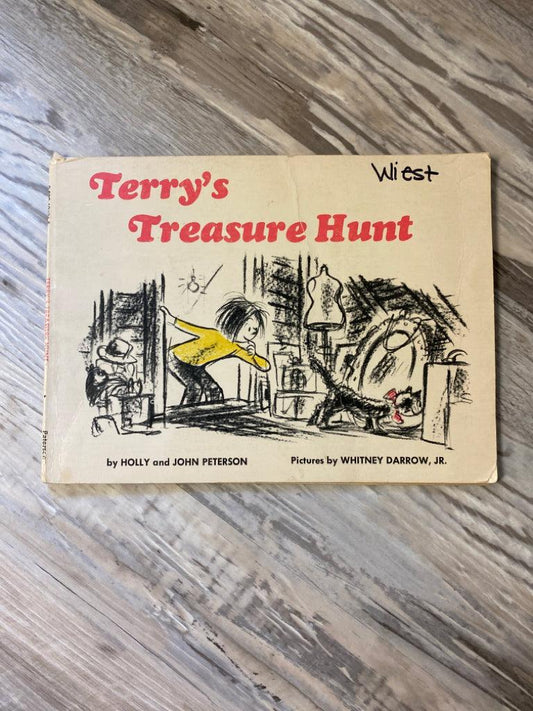 Wiest
Terry's
Treasure Hunt
by HOLLY and JOHN PETERSON
Pictures by WHITNEY DARROW, JR.